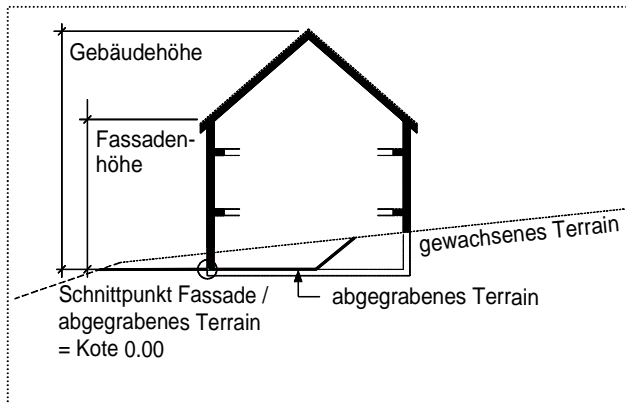 Gebäudehöhe
Fassaden-
höhe
gewachsenes Terrain
Schnittpunkt Fassade /
abgegrabenes Terrain
= Kote 0.00
abgegrabenes Terrain